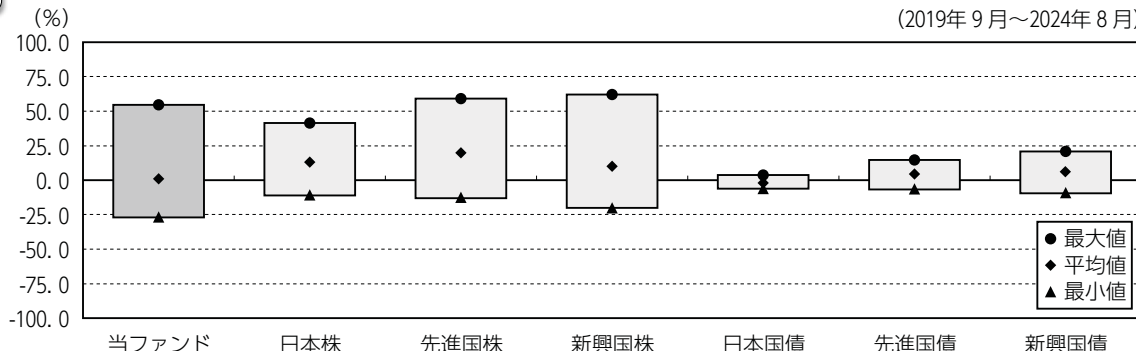 (%)
(2019年9月～2024年8月)
100.0
75.0
50.0
25.0
0.0
-25.0
-50.0
-75.0
-100.0
● 最大値
◆ 平均値
▲ 最小値
当ファンド 日本株 先進国株 新興国株 日本国債 先進国債 新興国債